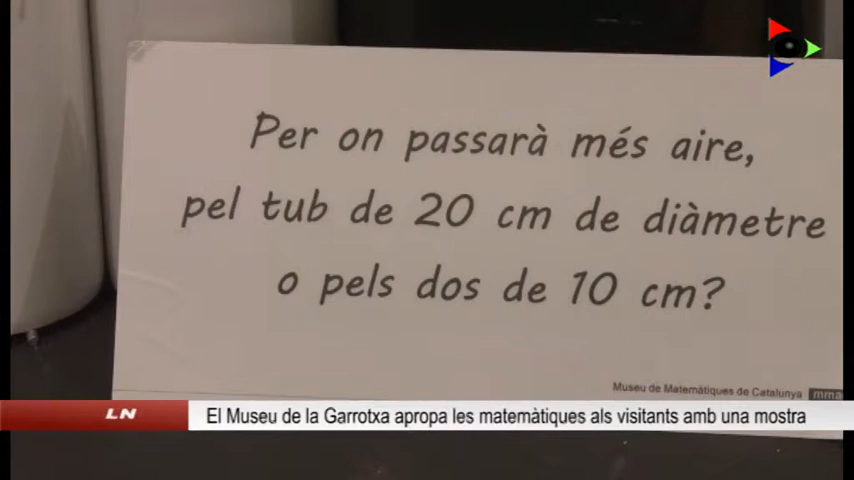 Per on passarà més aire,
pel tub de 20 cm de diàmetre
o pels dos de 10 cm?
Museu de Matemàtiques de Catalunya
LN El Museu de la Garrotxa apropa les matemàtiques als visitants amb una mostra